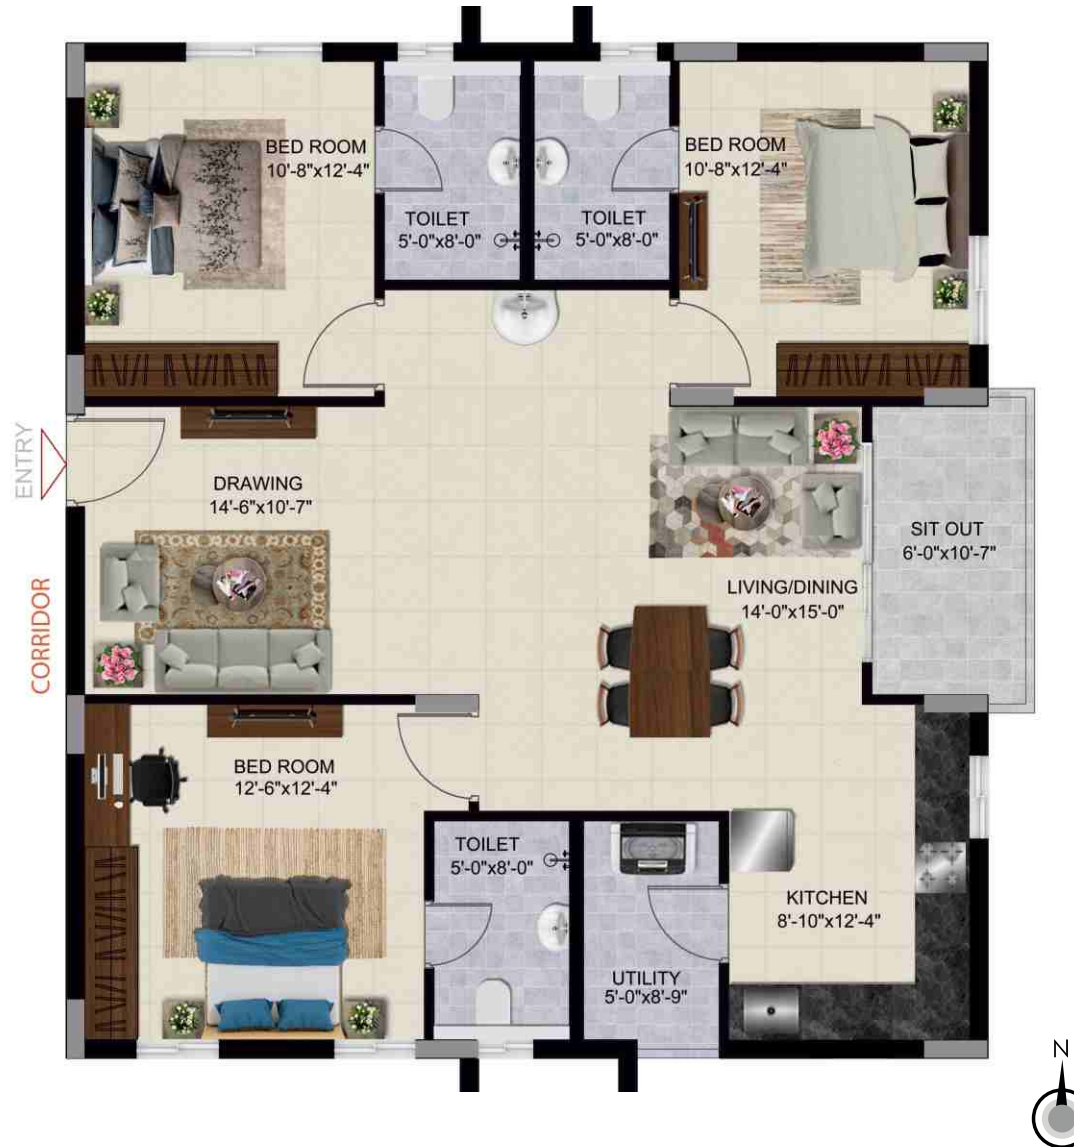 BED ROOM
10'-8"x12'-4"
TOILET
5'-0"x8'-0"
TOILET
5'-0"x8'-0"
BED ROOM
10'-8"x12'-4"
ENTRY
CORRIDOR
DRAWING
14'-6"x10'-7"
SIT OUT
6'-0"x10'-7"
LIVING/DINING
14'-0"x15'-0"
BED ROOM
12'-6"x12'-4"
TOILET
5'-0"x8'-0"
KITCHEN
8'-10"x12'-4"
UTILITY
5'-0"x8'-9"
N